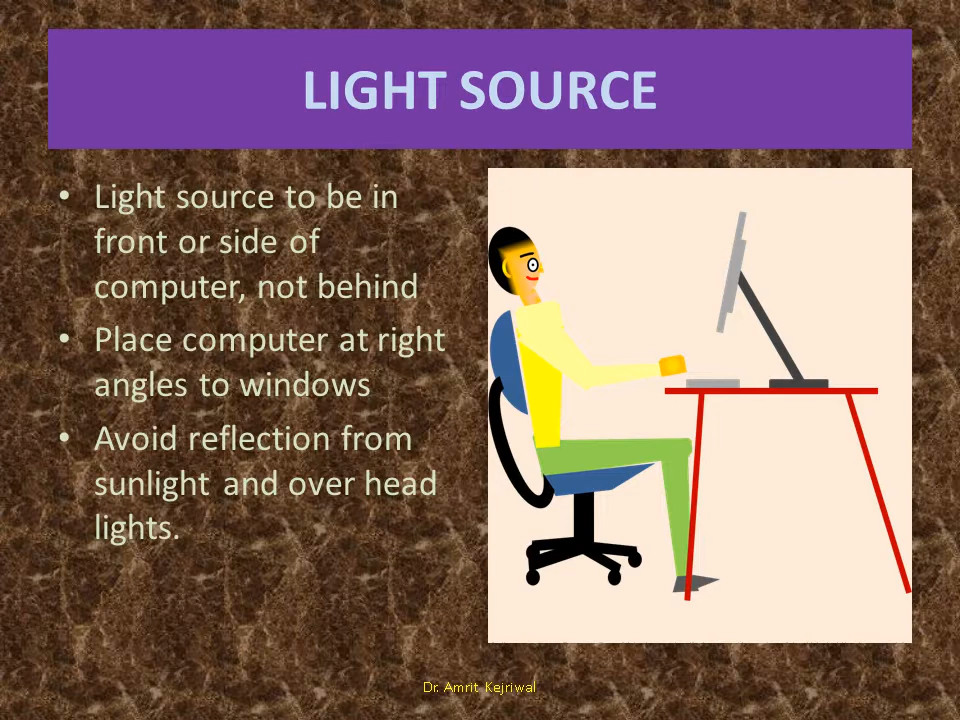 LIGHT SOURCE
• Light source to be in
front or side of
computer, not behind
• Place computer at right
angles to windows
• Avoid reflection from
sunlight and over head
lights.
Dr. Amrit Kejriwal